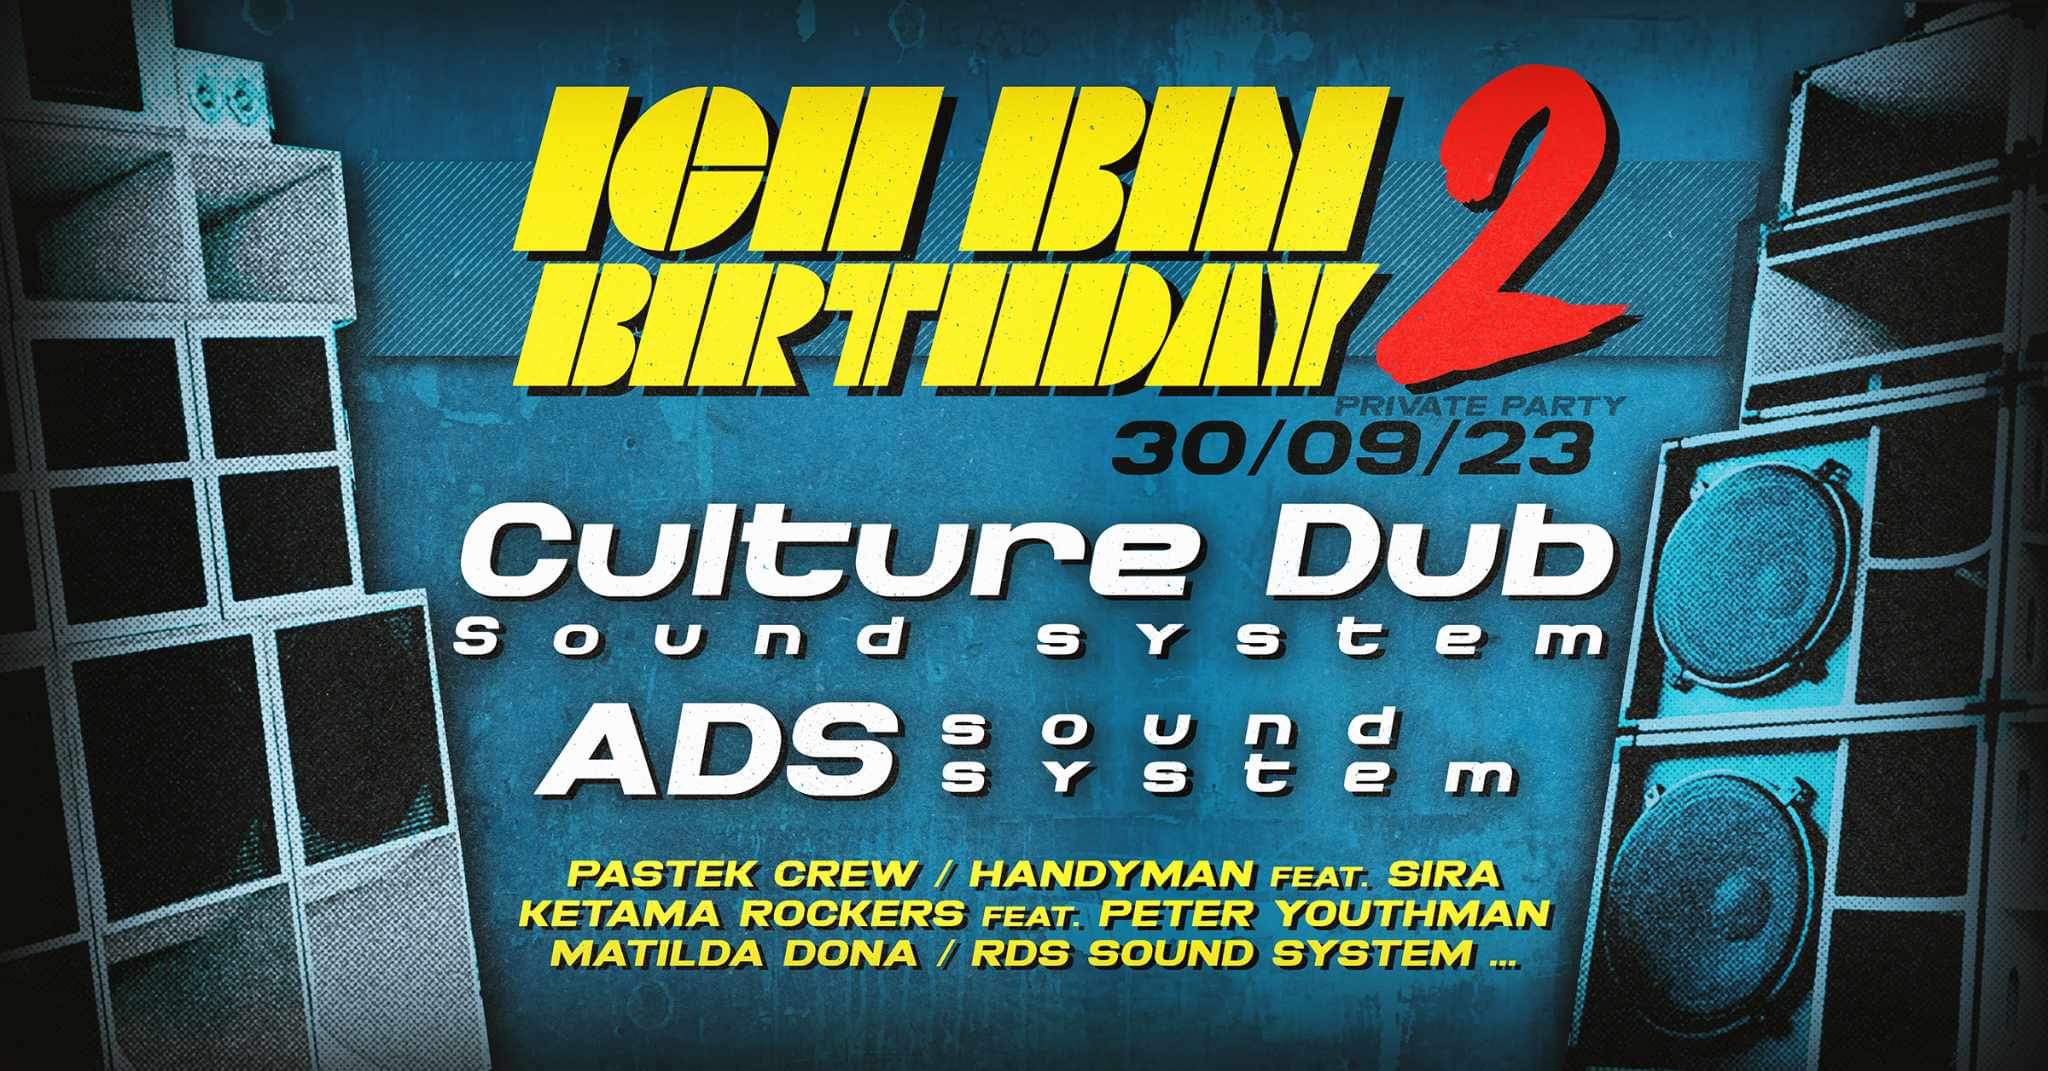 ICH BIN
BIRTHDAY 2
PRIVATE PARTY
30/09/23
Culture Dub
Sound system
ADS sound
system
PASTEK CREW / HANDYMAN FEAT. SIRA
KETAMA ROCKERS FEAT. PETER YOUTHMAN
MATILDA DONA / RDS SOUND SYSTEM ...